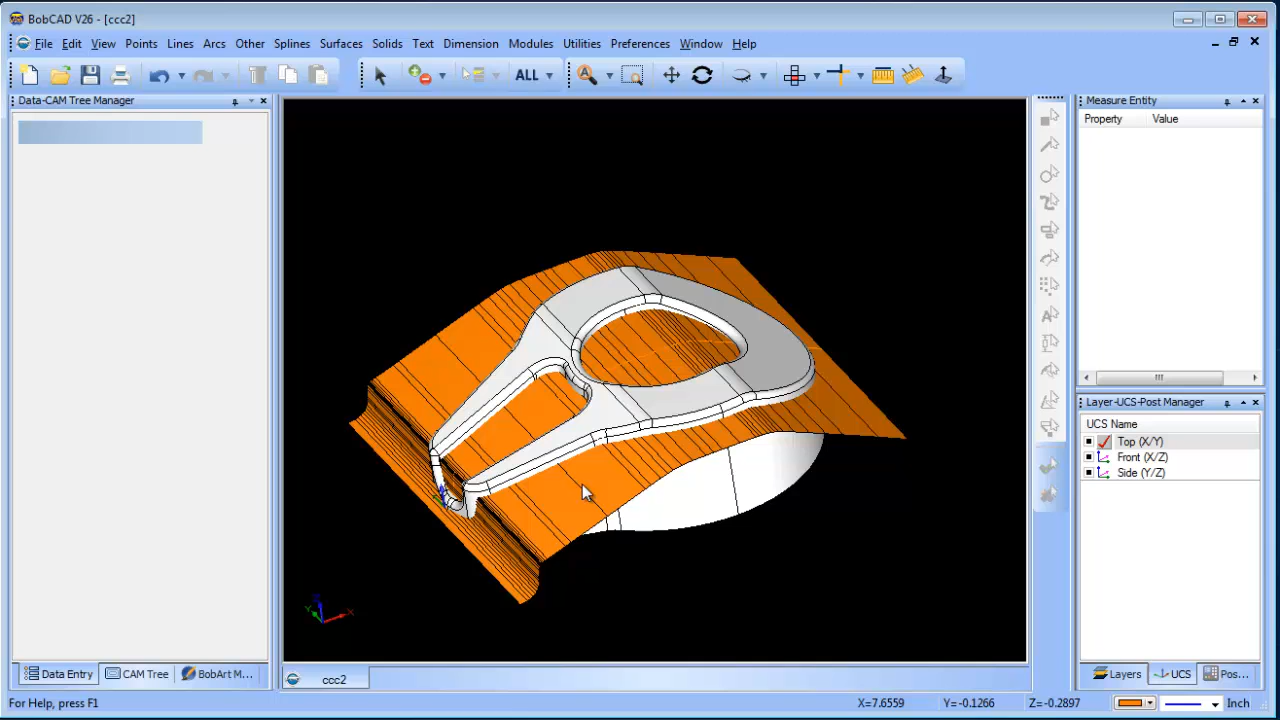 BobCAD V26 - [ccc2]
File Edit View Points Lines Arcs Other Splines Surfaces Solids Text Dimension Modules Utilities Preferences Window Help
ALL
Data-CAM Tree Manager
Measure Entity
Property Value
Layer-UCS-Post Manager
UCS Name
Top (X/Y)
Front (X/Z)
Side (Y/Z)
Z
Y
X
Data Entry CAM Tree BobArt M...
Layers UCS Pos...
ccc2
For Help, press F1 X=7.6559 Y=-0.1266 Z=-0.2897 Inch